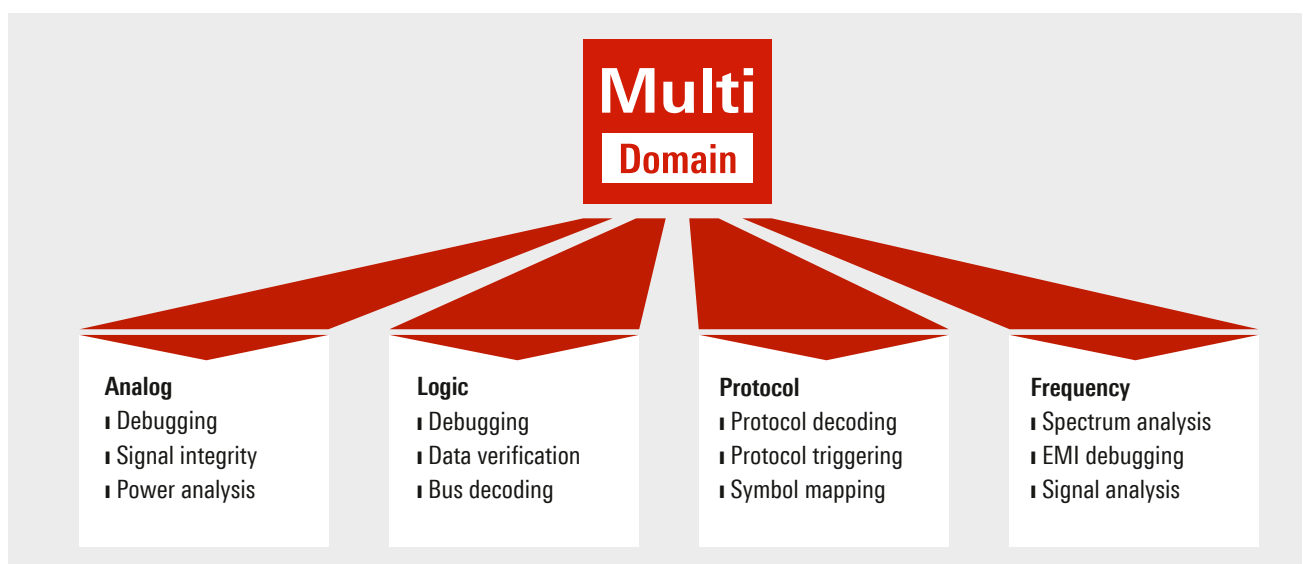 Multi
Domain
Analog
Debugging
Signal integrity
Power analysis
Logic
Debugging
Data verification
Bus decoding
Protocol
Protocol decoding
Protocol triggering
Symbol mapping
Frequency
Spectrum analysis
EMI debugging
Signal analysis